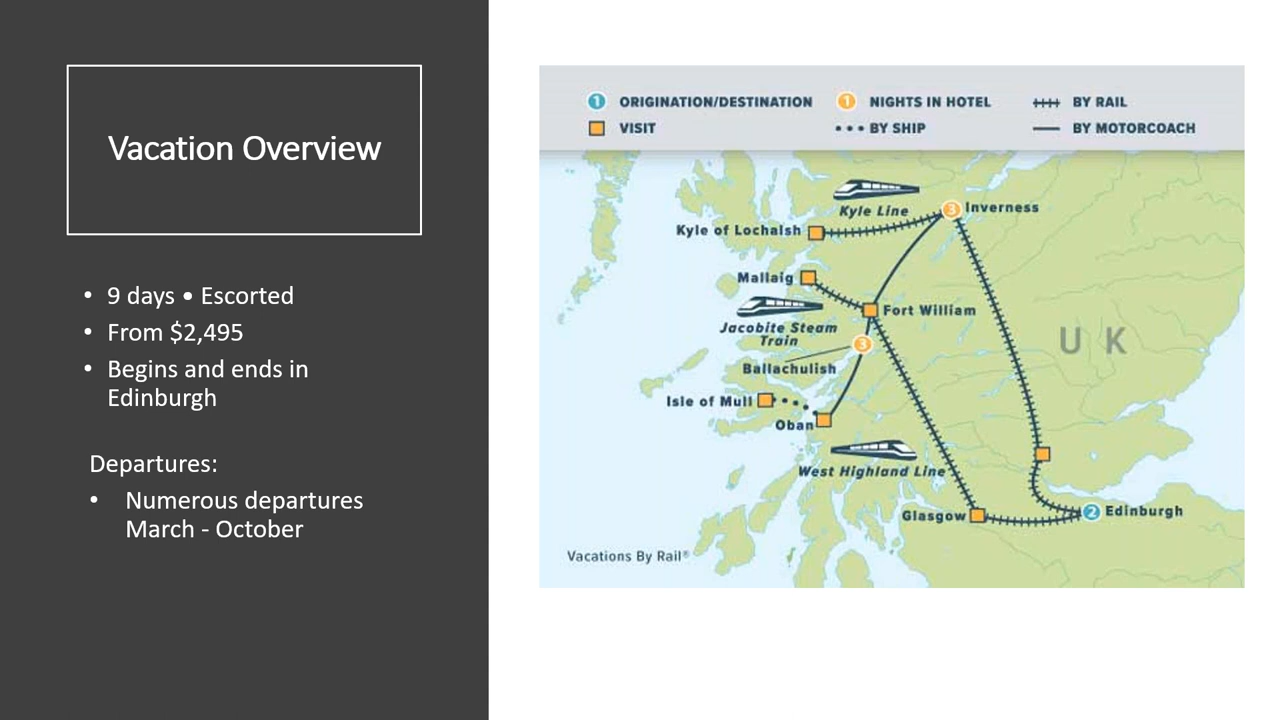 Vacation Overview
• 9 days • Escorted
• From $2,495
• Begins and ends in
Edinburgh
Departures:
• Numerous departures
March - October
1 ORIGINATION/DESTINATION
1 NIGHTS IN HOTEL
BY RAIL
VISIT
BY SHIP
BY MOTORCOACH
Kyle Line
3 Inverness
Kyle of Lochalsh
Mallaig
Jacobite Steam
Train
Fort William
3
Ballachulish
U K
Isle of Mull
Oban
West Highland Line
Glasgow
2 Edinburgh
Vacations By Rail®